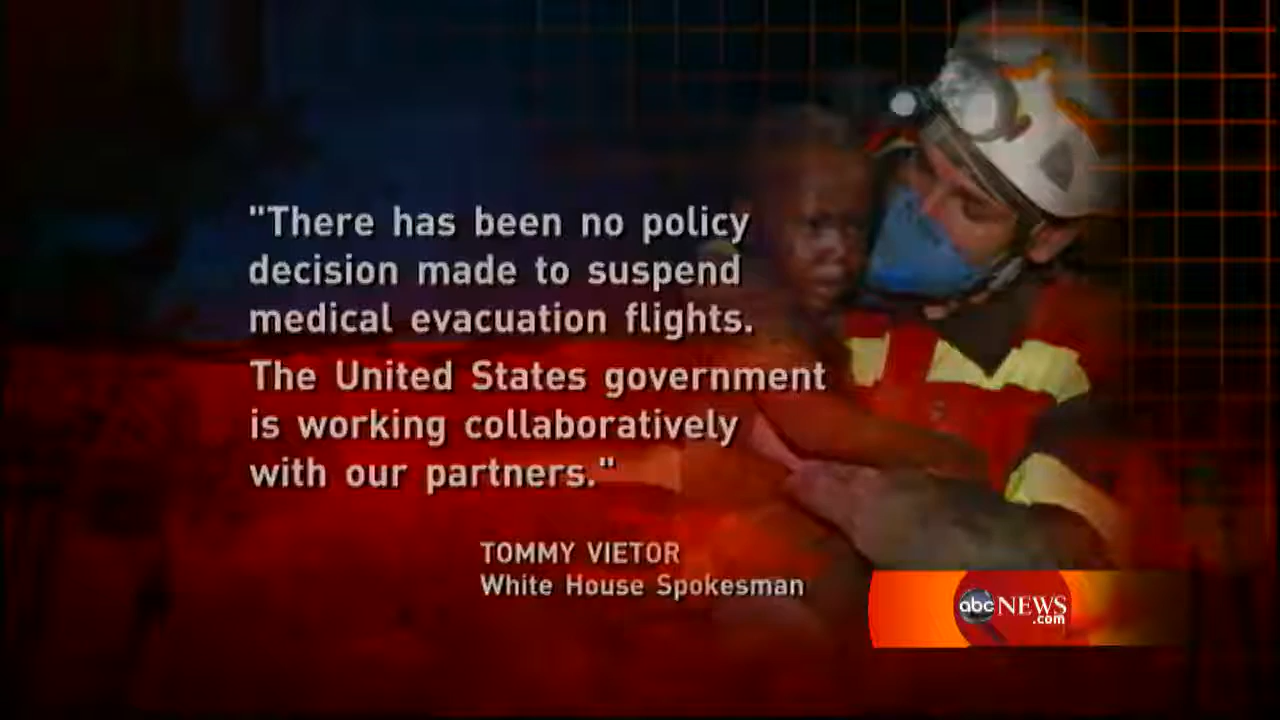 "There has been no policy
decision made to suspend
medical evacuation flights.
The United States government
is working collaboratively
with our partners."
TOMMY VIETOR
White House Spokesman
abc NEWS
.com